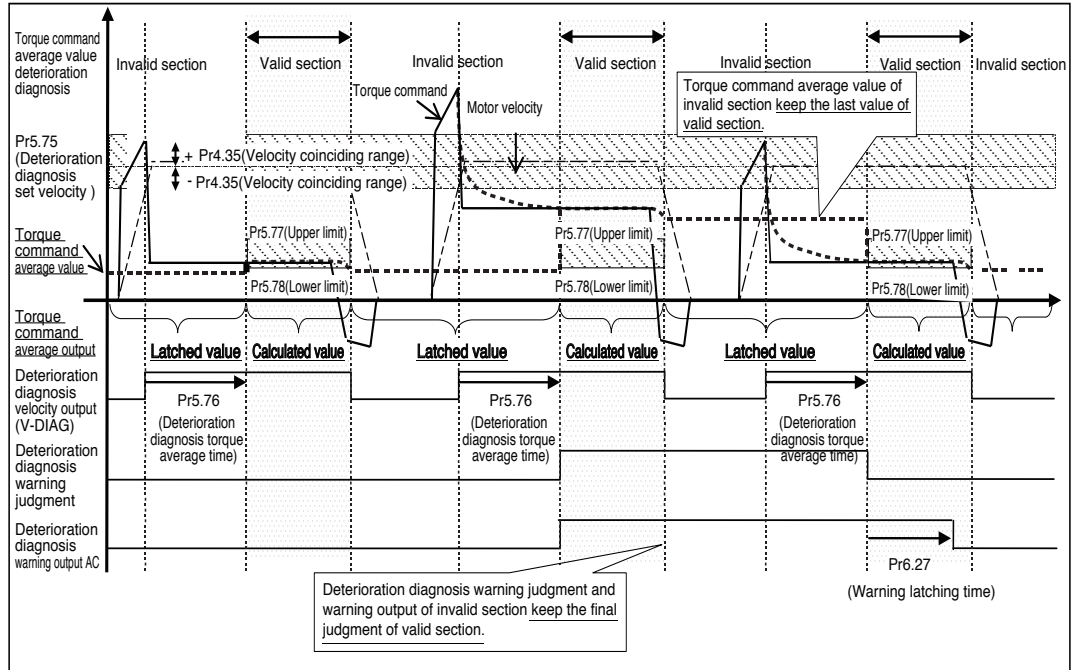 Torque command
average value
deterioration
diagnosis
Invalid section
Valid section
Invalid section
Valid section
Invalid section
Valid section
Invalid section
Torque command
Motor velocity
Torque command average value of
invalid section keep the last value of
valid section.
Pr5.75
(Deterioration
diagnosis
set velocity )
+ Pr4.35(Velocity coinciding range)
- Pr4.35(Velocity coinciding range)
Torque
command
average value
Pr5.77(Upper limit)
Pr5.77(Upper limit)
Pr5.77(Upper limit)
Pr5.78(Lower limit)
Pr5.78(Lower limit)
Pr5.78(Lower limit)
Torque
command
average output
Latched value
Calculated value
Latched value
Calculated value
Latched value
Calculated value
Deterioration
diagnosis
velocity output
(V-DIAG)
Pr5.76
(Deterioration
diagnosis torque
average time)
Pr5.76
(Deterioration
diagnosis torque
average time)
Pr5.76
(Deterioration
diagnosis torque
average time)
Deterioration
diagnosis
warning
judgment
Deterioration
diagnosis
warning output AC
Pr6.27
(Warning latching time)
Deterioration diagnosis warning judgment and
warning output of invalid section keep the final
judgment of valid section.